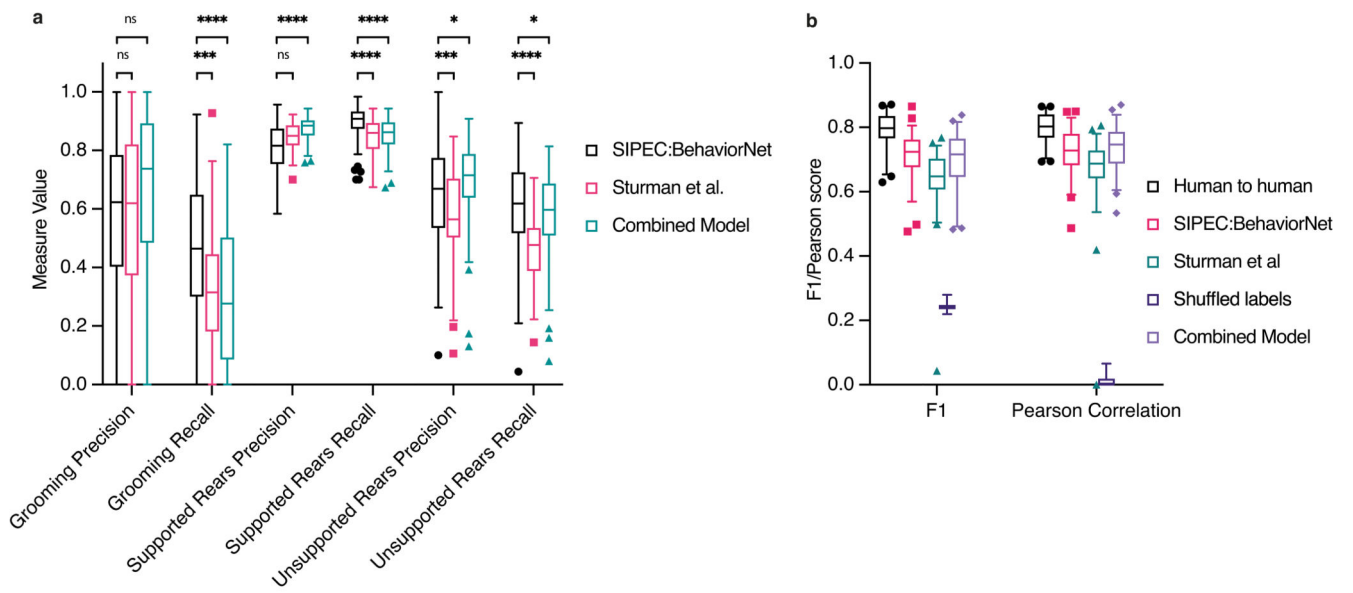 a
ns
****
****
****
*
*
ns
***
ns
****
***
****
1.0
0.8
0.6
0.4
0.2
0.0
Measure Value
Grooming Precision
Grooming Recall
Supported Rears Precision
Supported Rears Recall
Unsupported Rears Precision
Unsupported Rears Recall
SIPEC:BehaviorNet
Sturman et al.
Combined Model
b
1.0
0.8
0.6
0.4
0.2
0.0
F1/Pearson score
F1
Pearson Correlation
Human to human
SIPEC:BehaviorNet
Sturman et al
Shuffled labels
Combined Model